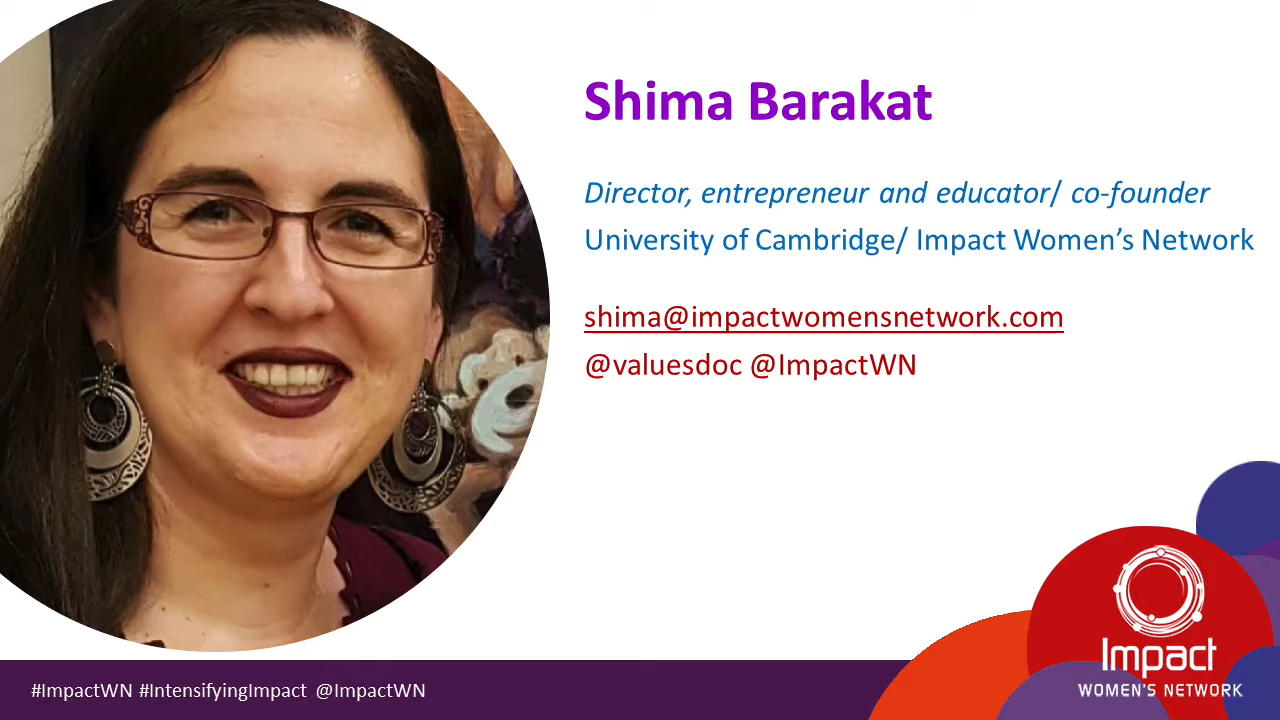 Shima Barakat
Director, entrepreneur and educator/ co-founder
University of Cambridge/ Impact Women’s Network
shima@impactwomensnetwork.com
@valuesdoc @ImpactWN
Impact
WOMEN'S NETWORK
#ImpactWN #IntensifyingImpact @ImpactWN